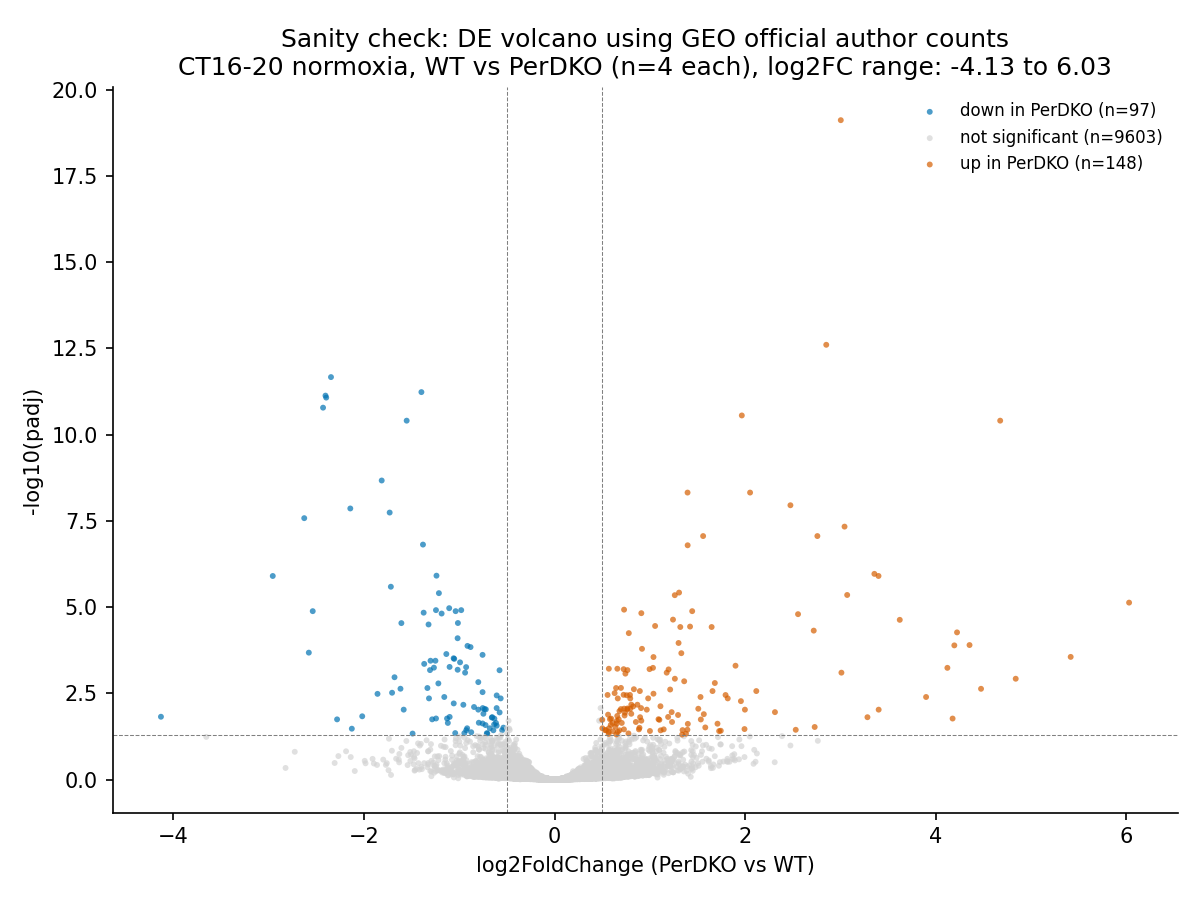 Sanity check: DE volcano using GEO official author counts
CT16-20 normoxia, WT vs PerDKO (n=4 each), log2FC range: -4.13 to 6.03
20.0
17.5
15.0
12.5
10.0
7.5
5.0
2.5
0.0
-log10(padj)
down in PerDKO (n=97)
not significant (n=9603)
up in PerDKO (n=148)
−4
−2
0
2
4
6
log2FoldChange (PerDKO vs WT)